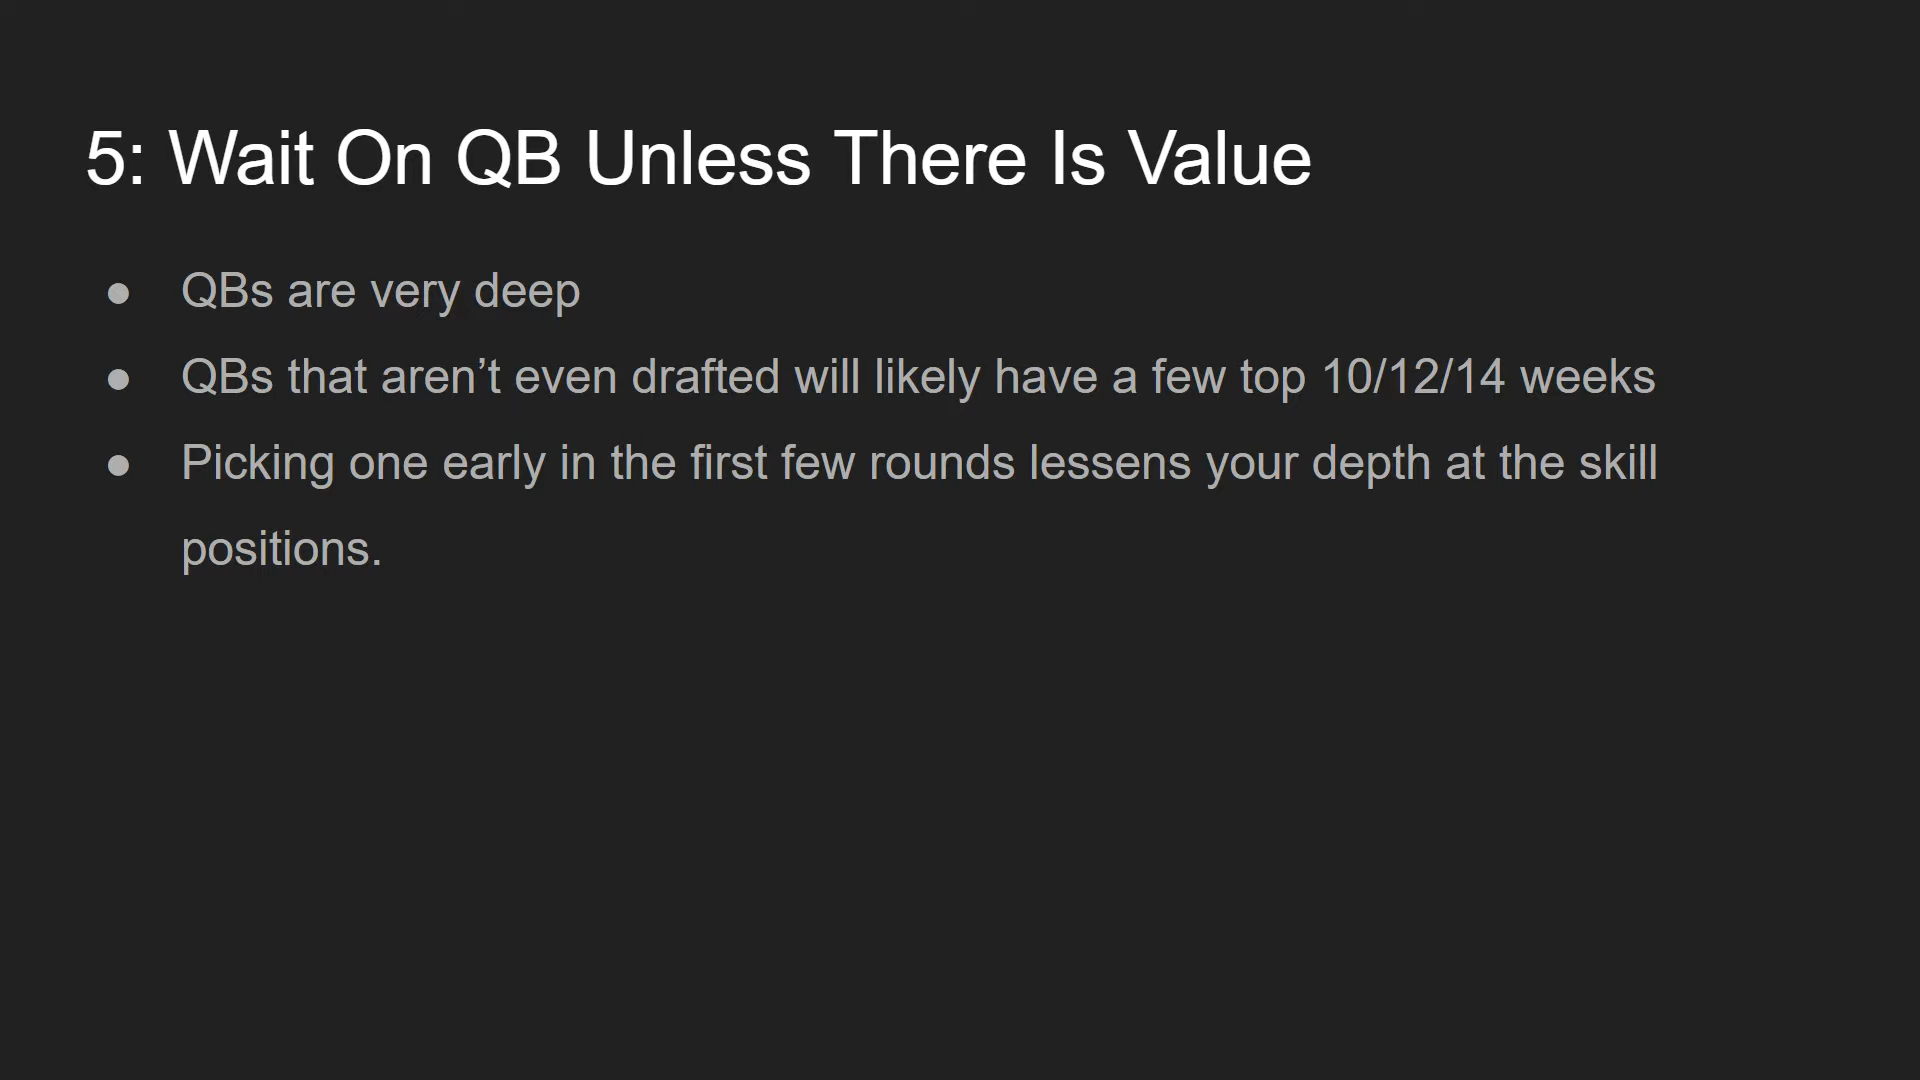 5: Wait On QB Unless There Is Value
● QBs are very deep
● QBs that aren’t even drafted will likely have a few top 10/12/14 weeks
● Picking one early in the first few rounds lessens your depth at the skill
positions.